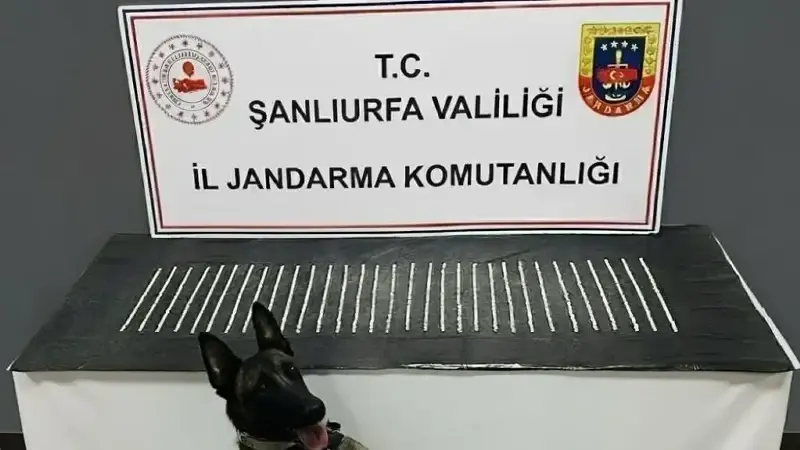 T.C.
ŞANLIURFA VALİLİĞİ
İL JANDARMA KOMUTANLIĞI
JANDARMA